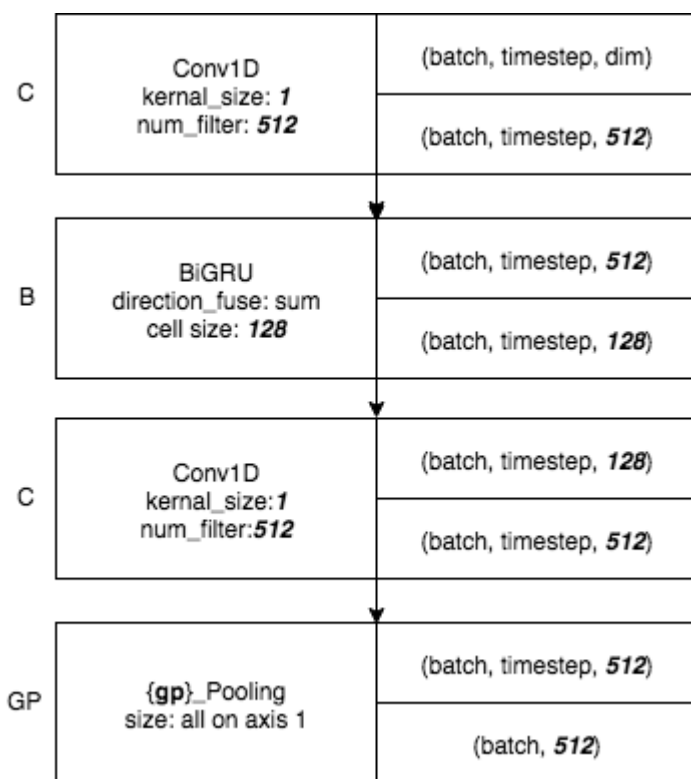 C
Conv1D
kernal_size: 1
num_filter: 512
(batch, timestep, dim)
(batch, timestep, 512)
B
BiGRU
direction_fuse: sum
cell size: 128
(batch, timestep, 512)
(batch, timestep, 128)
C
Conv1D
kernal_size:1
num_filter:512
(batch, timestep, 128)
(batch, timestep, 512)
GP
{gp}_Pooling
size: all on axis 1
(batch, timestep, 512)
(batch, 512)